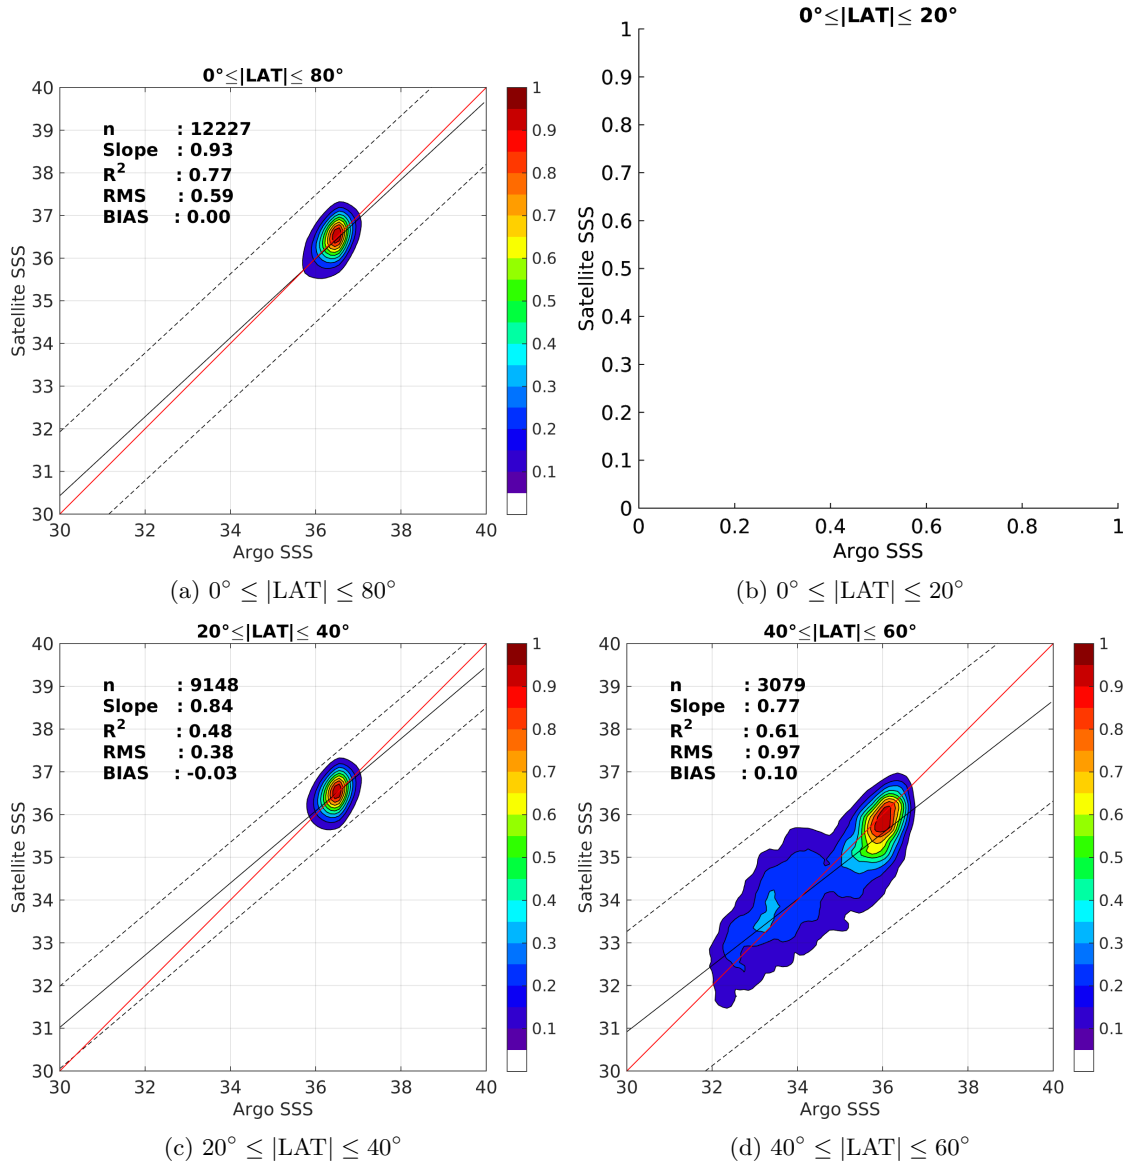 0°≤|LAT|≤ 80°
40
39
38
37
36
35
34
33
32
31
30
30 32 34 36 38 40
Satellite SSS
Argo SSS
n : 12227
Slope : 0.93
R2 : 0.77
RMS : 0.59
BIAS : 0.00
1
0.9
0.8
0.7
0.6
0.5
0.4
0.3
0.2
0.1
(a) 0° ≤ |LAT| ≤ 80°
0°≤|LAT|≤ 20°
1
0.9
0.8
0.7
0.6
0.5
0.4
0.3
0.2
0.1
0
0 0.2 0.4 0.6 0.8 1
Satellite SSS
Argo SSS
(b) 0° ≤ |LAT| ≤ 20°
20°≤|LAT|≤ 40°
40
39
38
37
36
35
34
33
32
31
30
30 32 34 36 38 40
Satellite SSS
Argo SSS
n : 9148
Slope : 0.84
R2 : 0.48
RMS : 0.38
BIAS : -0.03
1
0.9
0.8
0.7
0.6
0.5
0.4
0.3
0.2
0.1
(c) 20° ≤ |LAT| ≤ 40°
40°≤|LAT|≤ 60°
40
39
38
37
36
35
34
33
32
31
30
30 32 34 36 38 40
Satellite SSS
Argo SSS
n : 3079
Slope : 0.77
R2 : 0.61
RMS : 0.97
BIAS : 0.10
1
0.9
0.8
0.7
0.6
0.5
0.4
0.3
0.2
0.1
(d) 40° ≤ |LAT| ≤ 60°